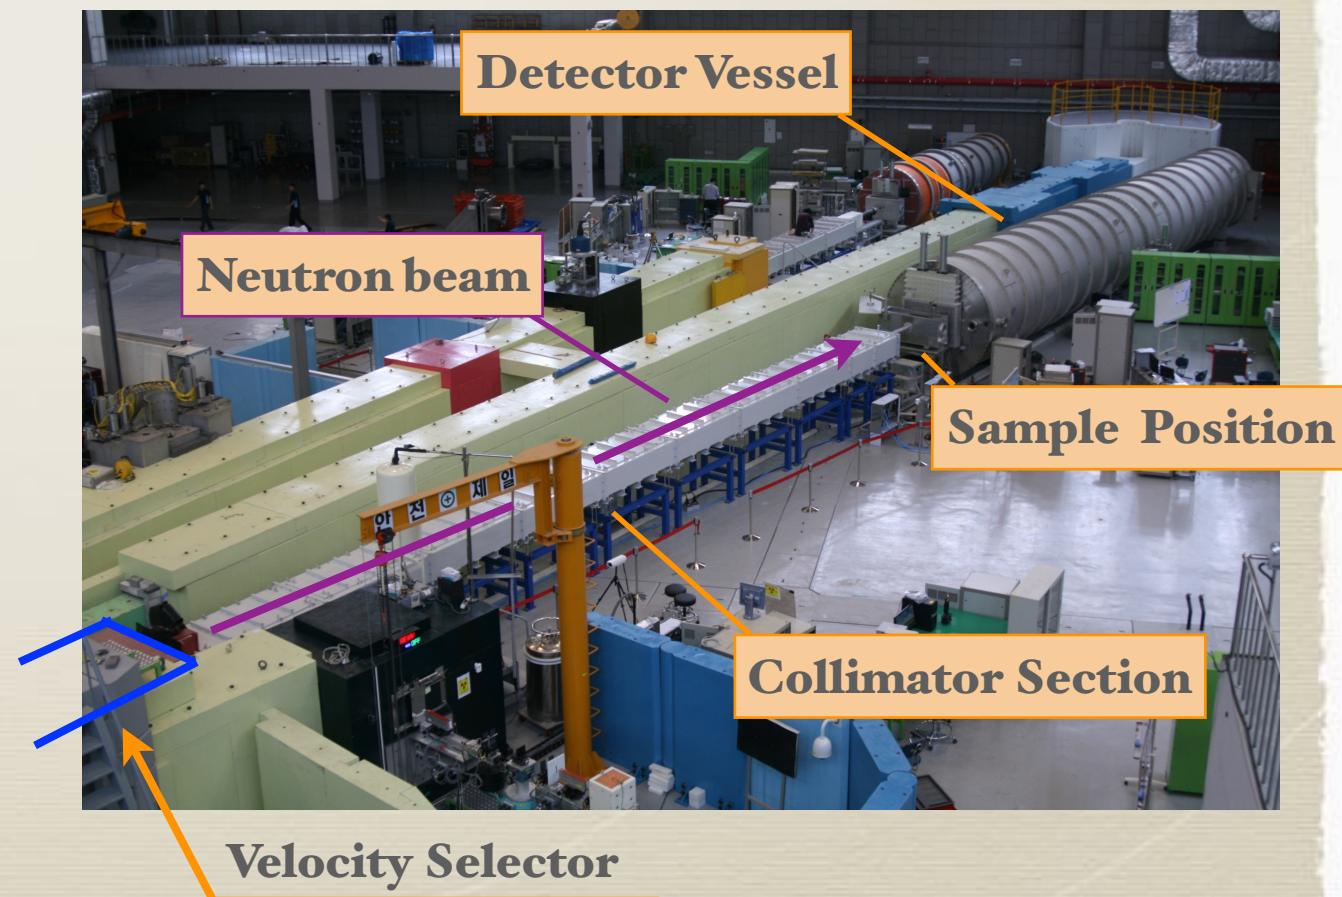 Detector Vessel
Neutron beam
Sample Position
안전 제일
Collimator Section
Velocity Selector